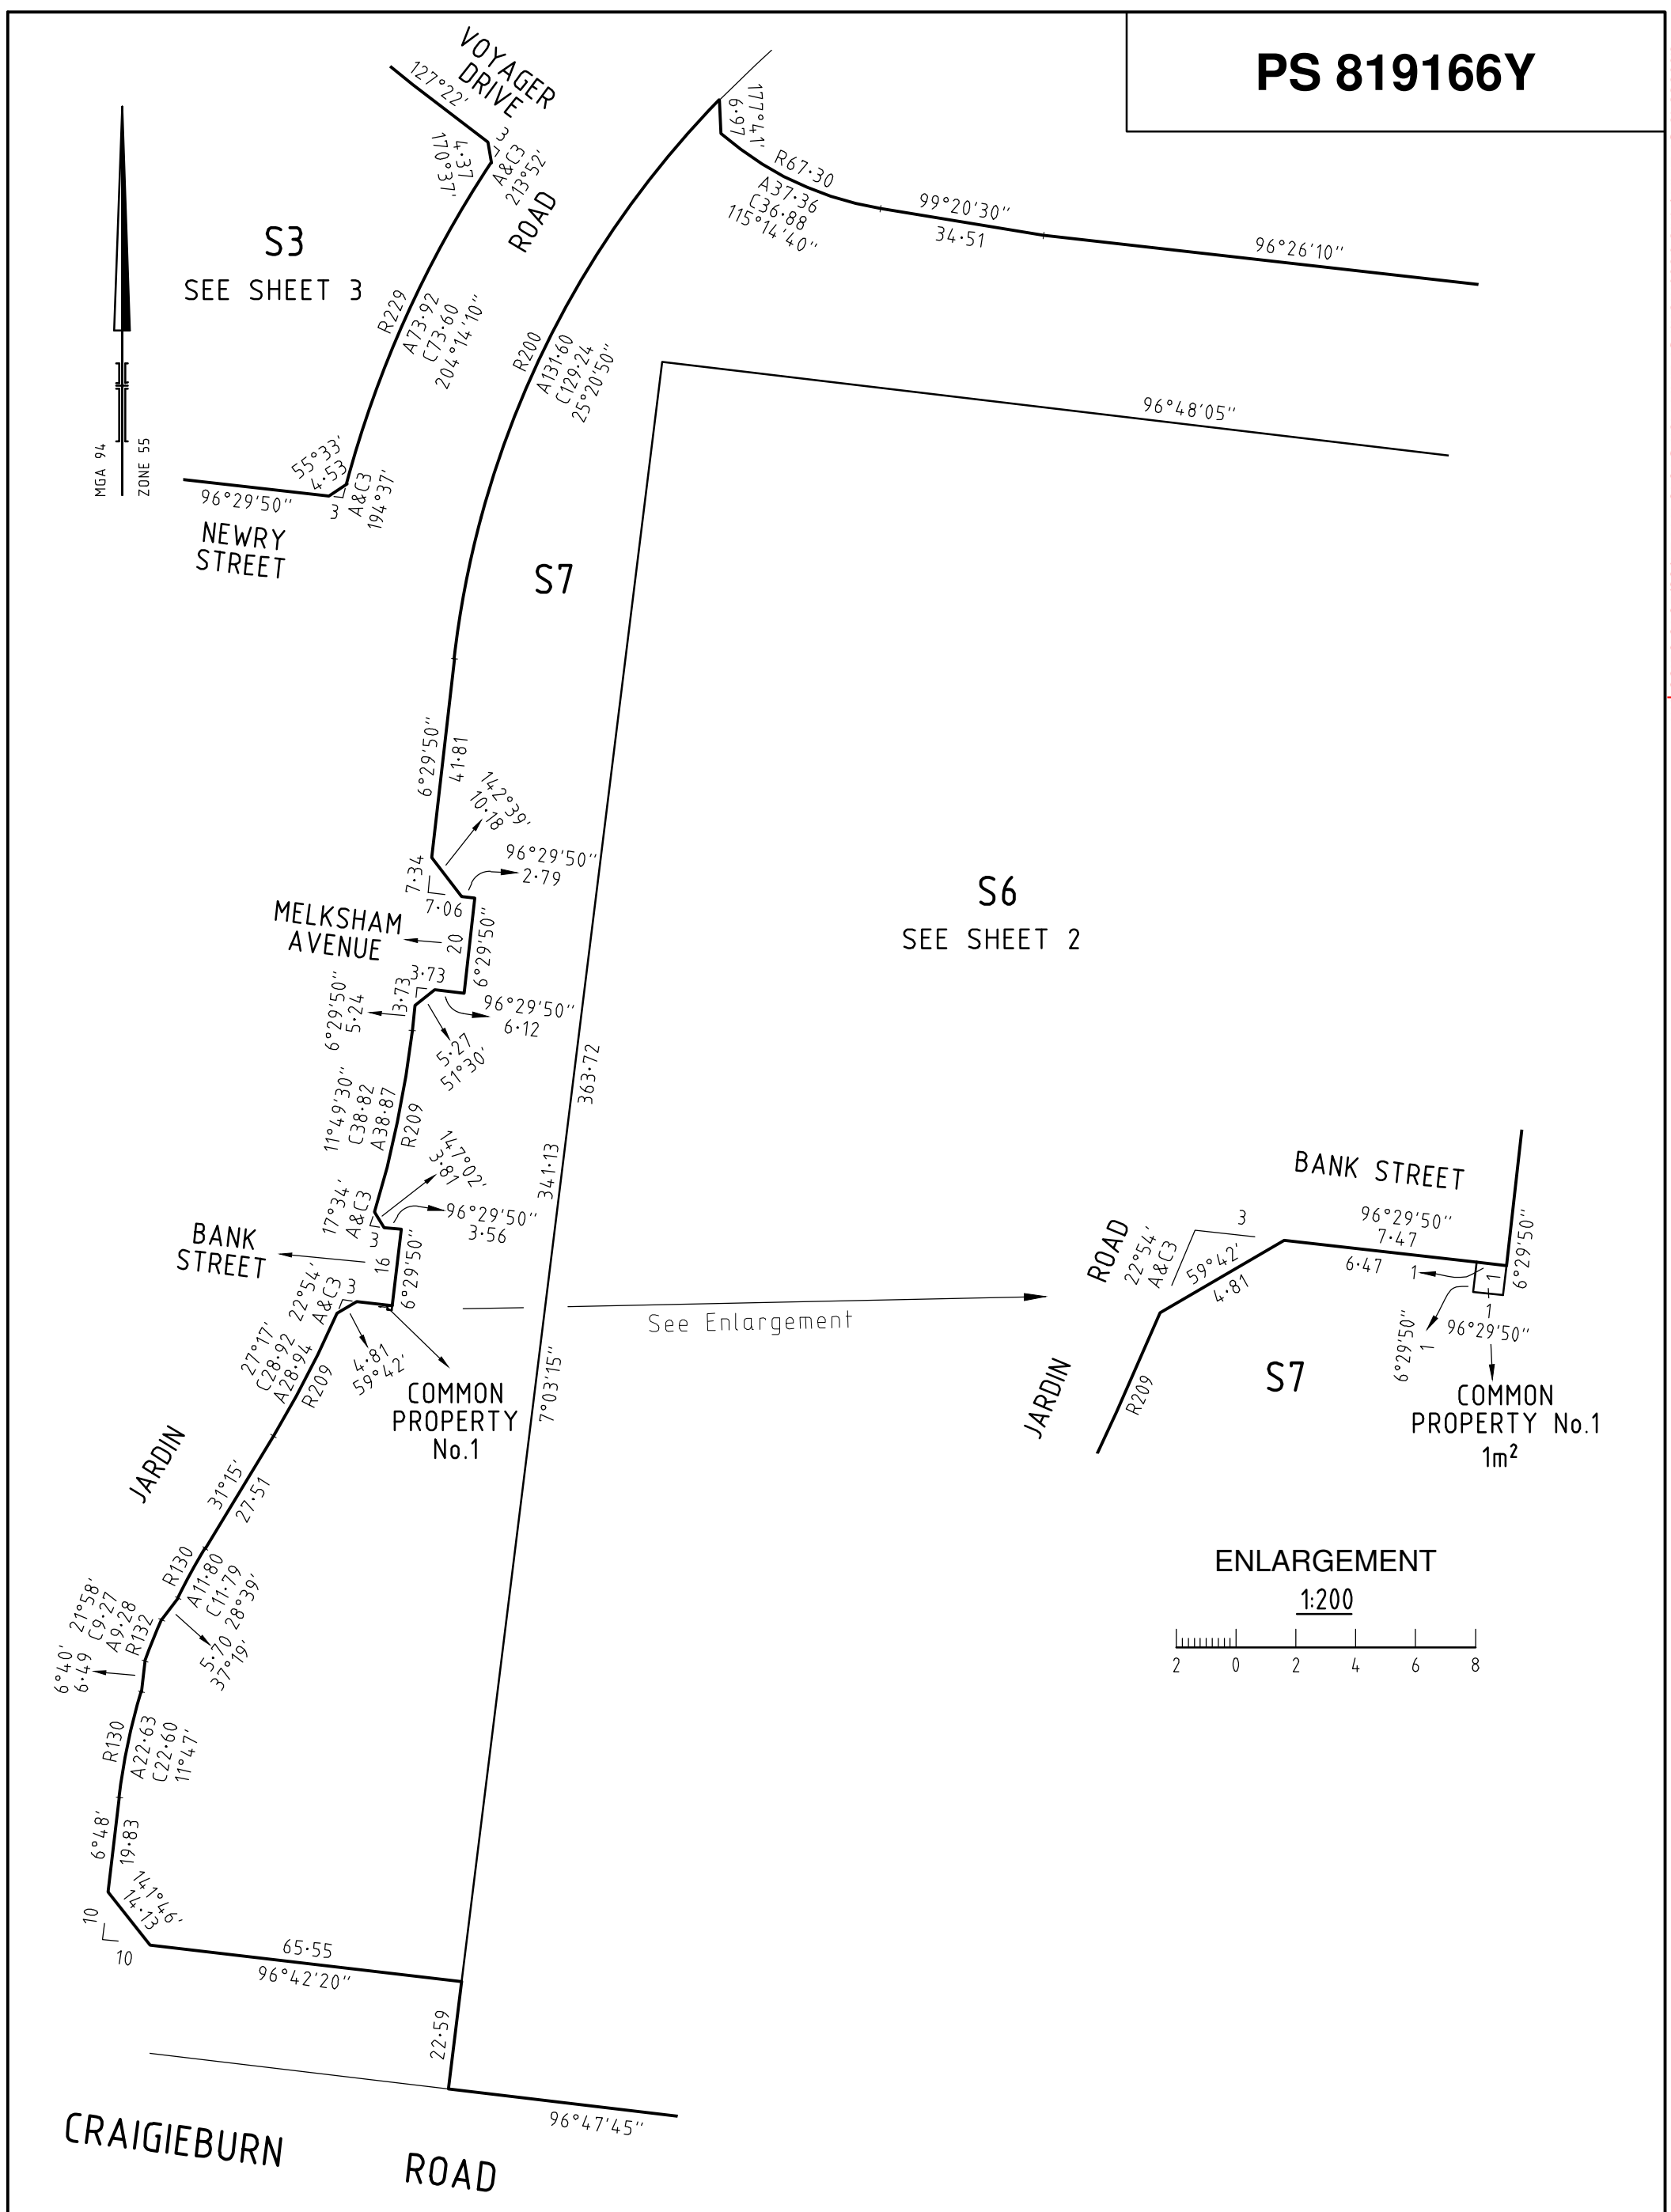 PS 819166Y
VOYAGER
DRIVE
127°22'
3
A&C3
213°52'
4·37
170°37'
ROAD
177°41'
6·97
R67·30
A37·36
C36·88
115°14'40"
99°20'30"
34·51
96°26'10"
S3
SEE SHEET 3
R229
A73·92
C73·60
204°14'10"
R200
A131·60
C129·24
25°20'50"
96°48'05"
MGA 94
ZONE 55
55°33'
4·53
96°29'50"
3
A&C3
194°37'
NEWRY
STREET
S7
6°29'50"
41·81
142°39'
10·18
7·34
7·06
96°29'50"
2·79
MELKSHAM
AVENUE
20
6°29'50"
S6
SEE SHEET 2
3·73
3·73
6°29'50"
5·24
96°29'50"
6·12
5·27
51°30'
363·72
11°49'30"
C38·82
A38·87
R209
147°02'
3·81
341·13
17°34'
A&C3
3
96°29'50"
3·56
BANK
STREET
16
6°29'50"
22°54'
A&C3
3
See Enlargement
27°17'
C28·92
A28·94
R209
4·81
59°42'
COMMON
PROPERTY
No.1
7°03'15"
BANK STREET
96°29'50"
7·47
6·47
3
22°54'
A&C3
59°42'
4·81
1
1
1
6°29'50"
6°29'50"
1
96°29'50"
ROAD
JARDIN
R209
S7
COMMON
PROPERTY No.1
1m²
ENLARGEMENT
1:200
2 0 2 4 6 8
JARDIN
31°15'
27·51
R130
A11·80
C11·79
28°39'
21°58'
C9·27
A9·28
R132
5·70
37°19'
6°40'
6·49
R130
A22·63
C22·60
11°47'
6°48'
19·83
141°46'
14·13
10
10
65·55
96°42'20"
22·59
96°47'45"
CRAIGIEBURN ROAD